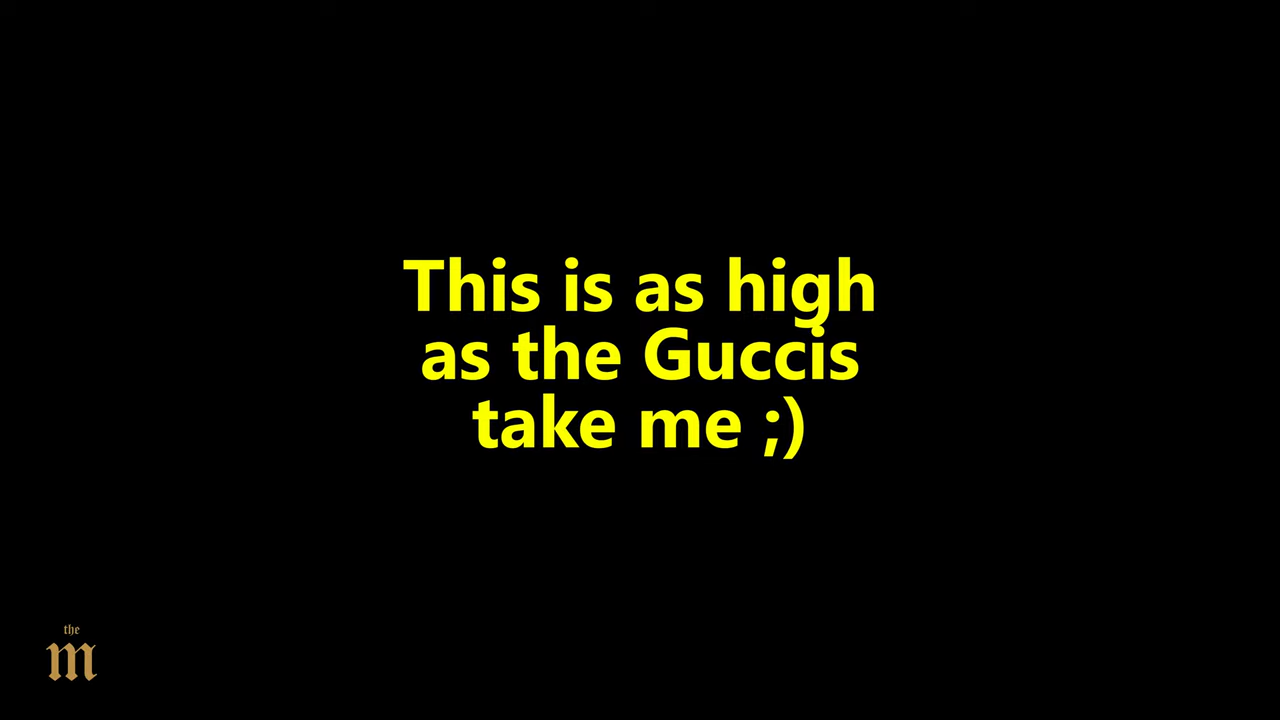 This is as high
as the Guccis
take me ;)
the
M